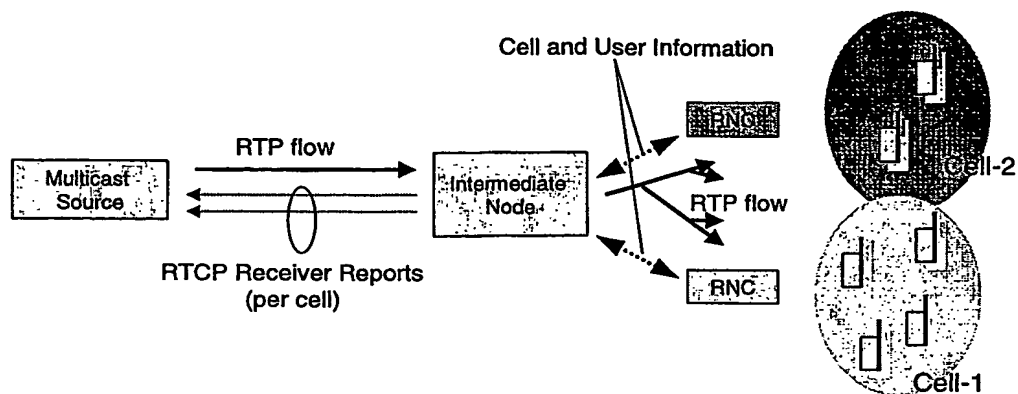 Cell and User Information
RNC
RTP flow
Multicast
Source
Intermediate
Node
Cell-2
RTP flow
RTCP Receiver Reports
(per cell)
RNC
Cell-1